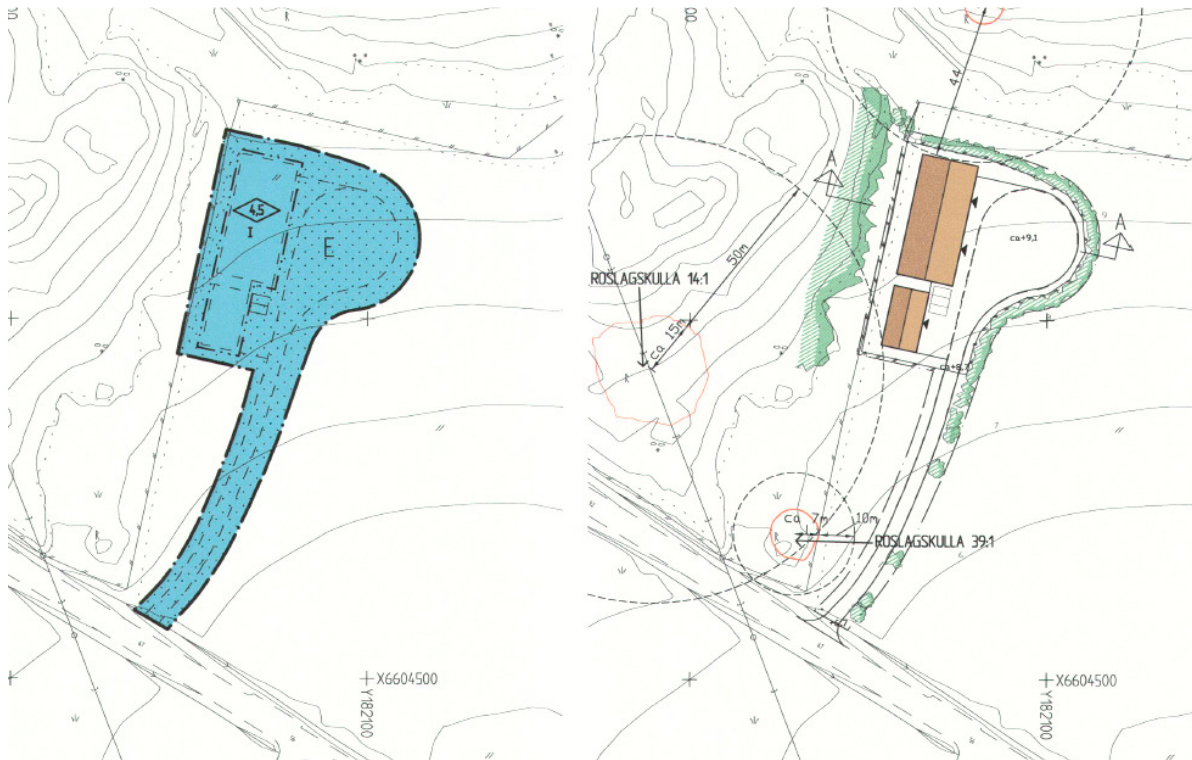 4,5
I
E
X6604500
Y182100
44
A
A
ca+9,1
50m
ROSLAGSKULLA 14:1
ca 15m
ca 7m
10m
ROSLAGSKULLA 39:1
X6604500
Y182100